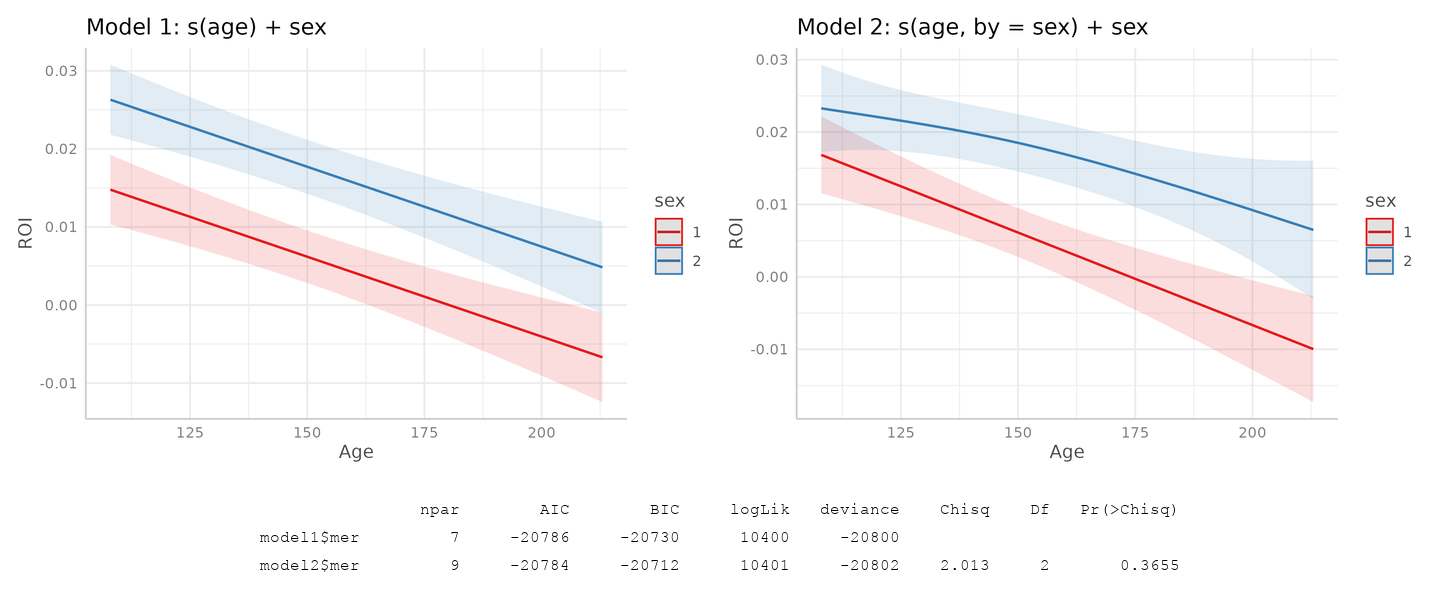 Model 1: s(age) + sex
0.03
0.02
0.01
0.00
-0.01
ROI
125 150 175 200
Age
sex
1
2
Model 2: s(age, by = sex) + sex
0.03
0.02
0.01
0.00
-0.01
ROI
125 150 175 200
Age
sex
1
2
npar AIC BIC logLik deviance Chisq Df Pr(>Chisq)
model1$mer 7 -20786 -20730 10400 -20800
model2$mer 9 -20784 -20712 10401 -20802 2.013 2 0.3655